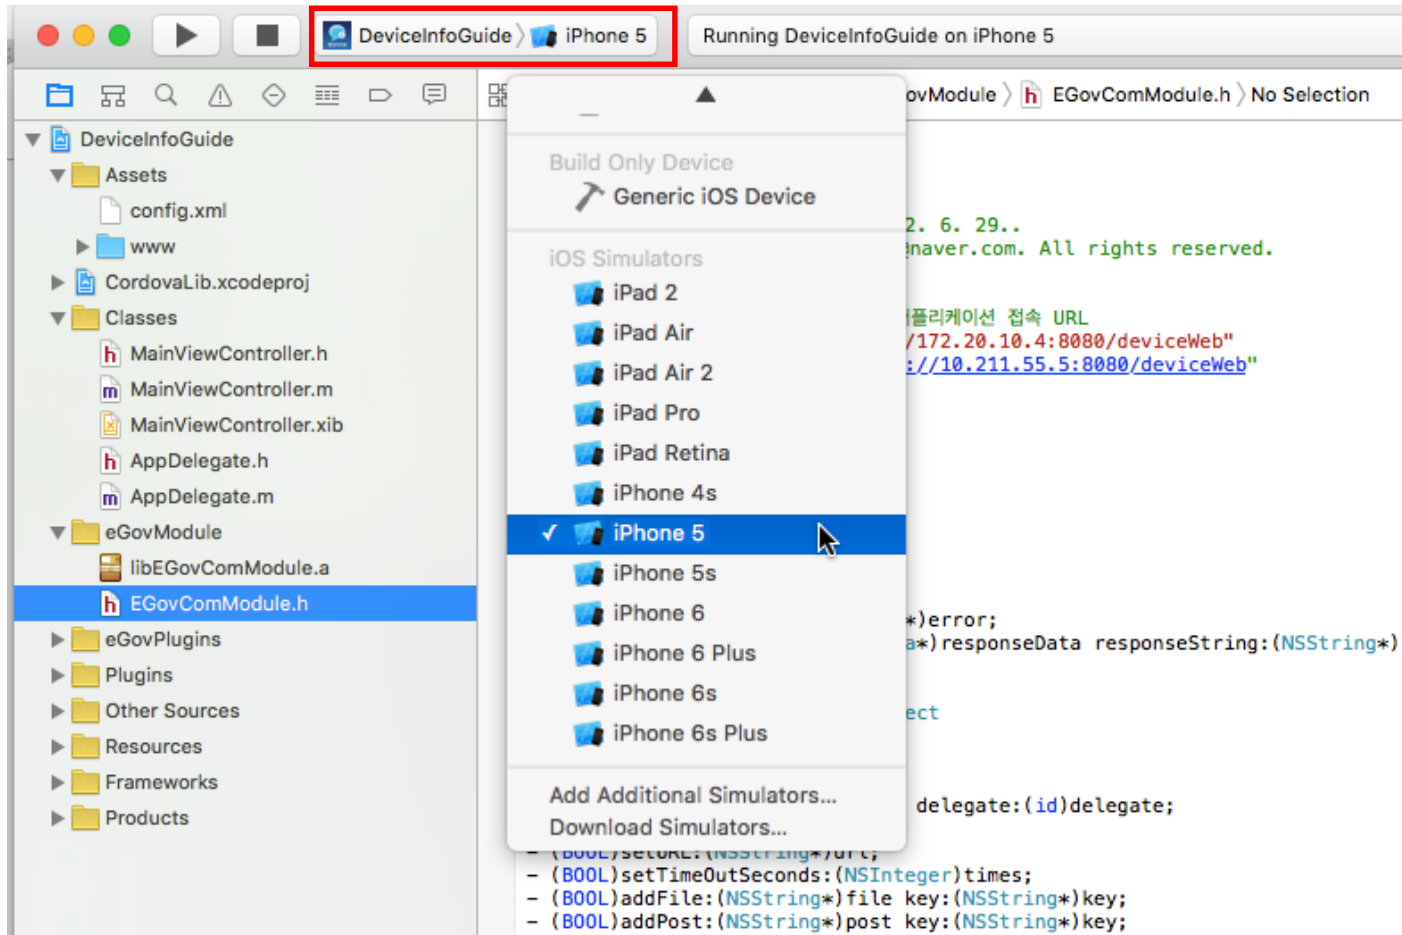 DeviceInfoGuide iPhone 5
Running DeviceInfoGuide on iPhone 5
ovModule h EGovComModule.h No Selection
DeviceInfoGuide
Assets
config.xml
www
CordovaLib.xcodeproj
Classes
h MainViewController.h
m MainViewController.m
MainViewController.xib
h AppDelegate.h
m AppDelegate.m
eGovModule
libEGovComModule.a
h EGovComModule.h
eGovPlugins
Plugins
Other Sources
Resources
Frameworks
Products
Build Only Device
Generic iOS Device
iOS Simulators
iPad 2
iPad Air
iPad Air 2
iPad Pro
iPad Retina
iPhone 4s
✓ iPhone 5
iPhone 5s
iPhone 6
iPhone 6 Plus
iPhone 6s
iPhone 6s Plus
Add Additional Simulators...
Download Simulators...
2. 6. 29..
naver.com. All rights reserved.
플리케이션 접속 URL
/172.20.10.4:8080/deviceWeb"
://10.211.55.5:8080/deviceWeb"
*)error;
a*)responseData responseString:(NSString*)
ect
delegate:(id)delegate;
- (BOOL)setURL:(NSString*)url;
- (BOOL)setTimeOutSeconds:(NSInteger)times;
- (BOOL)addFile:(NSString*)file key:(NSString*)key;
- (BOOL)addPost:(NSString*)post key:(NSString*)key;